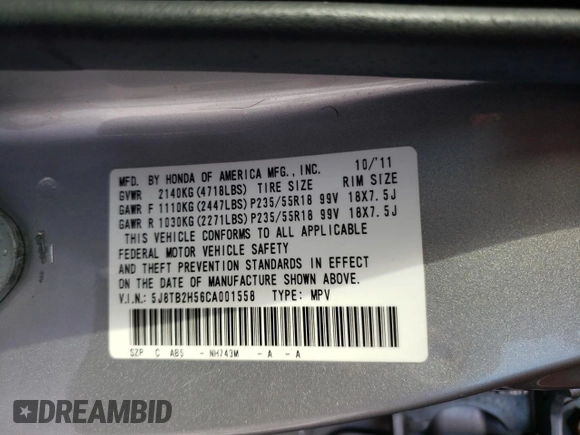 MFD. BY HONDA OF AMERICA MFG., INC. 10/'11
GVWR 2140KG(4718LBS) TIRE SIZE RIM SIZE
GAWR F 1110KG(2447LBS)P235/55R18 99V 18X7.5J
GAWR R 1030KG(2271LBS)P235/55R18 99V 18X7.5J
THIS VEHICLE CONFORMS TO ALL APPLICABLE
FEDERAL MOTOR VEHICLE SAFETY
AND THEFT PREVENTION STANDARDS IN EFFECT
ON THE DATE OF MANUFACTURE SHOWN ABOVE.
V.I.N.: 5J8TB2H56CA001558 TYPE: MPV
SZP C ABS - NH743M - A - A
DREAMBID